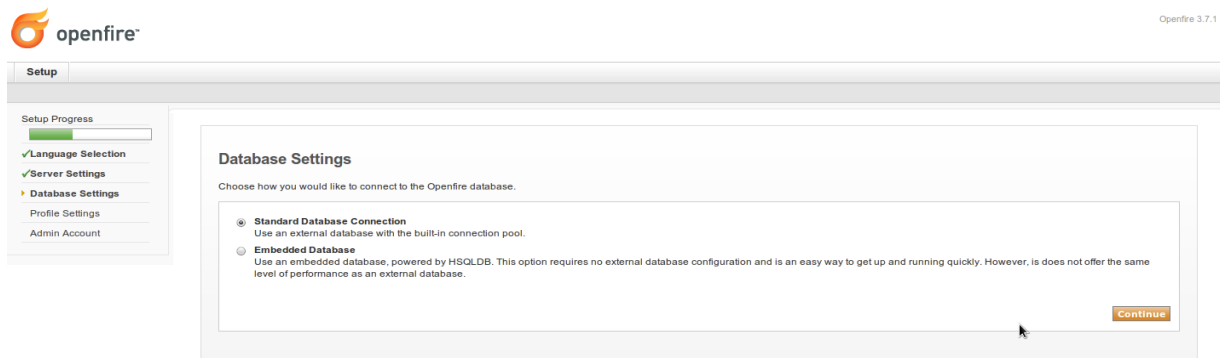 openfire™
Openfire 3.7.1
Setup
Setup Progress
Language Selection
Server Settings
Database Settings
Profile Settings
Admin Account
Database Settings
Choose how you would like to connect to the Openfire database.
Standard Database Connection
Use an external database with the built-in connection pool.
Embedded Database
Use an embedded database, powered by HSQLDB. This option requires no external database configuration and is an easy way to get up and running quickly. However, is does not offer the same
level of performance as an external database.
Continue